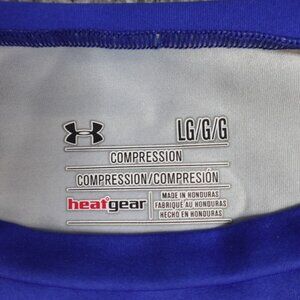 LG/G/G
COMPRESSION
COMPRESSION/COMPRESIÓN
heatgear
MADE IN HONDURAS
FABRIQUÉ AU HONDURAS
HECHO EN HONDURAS